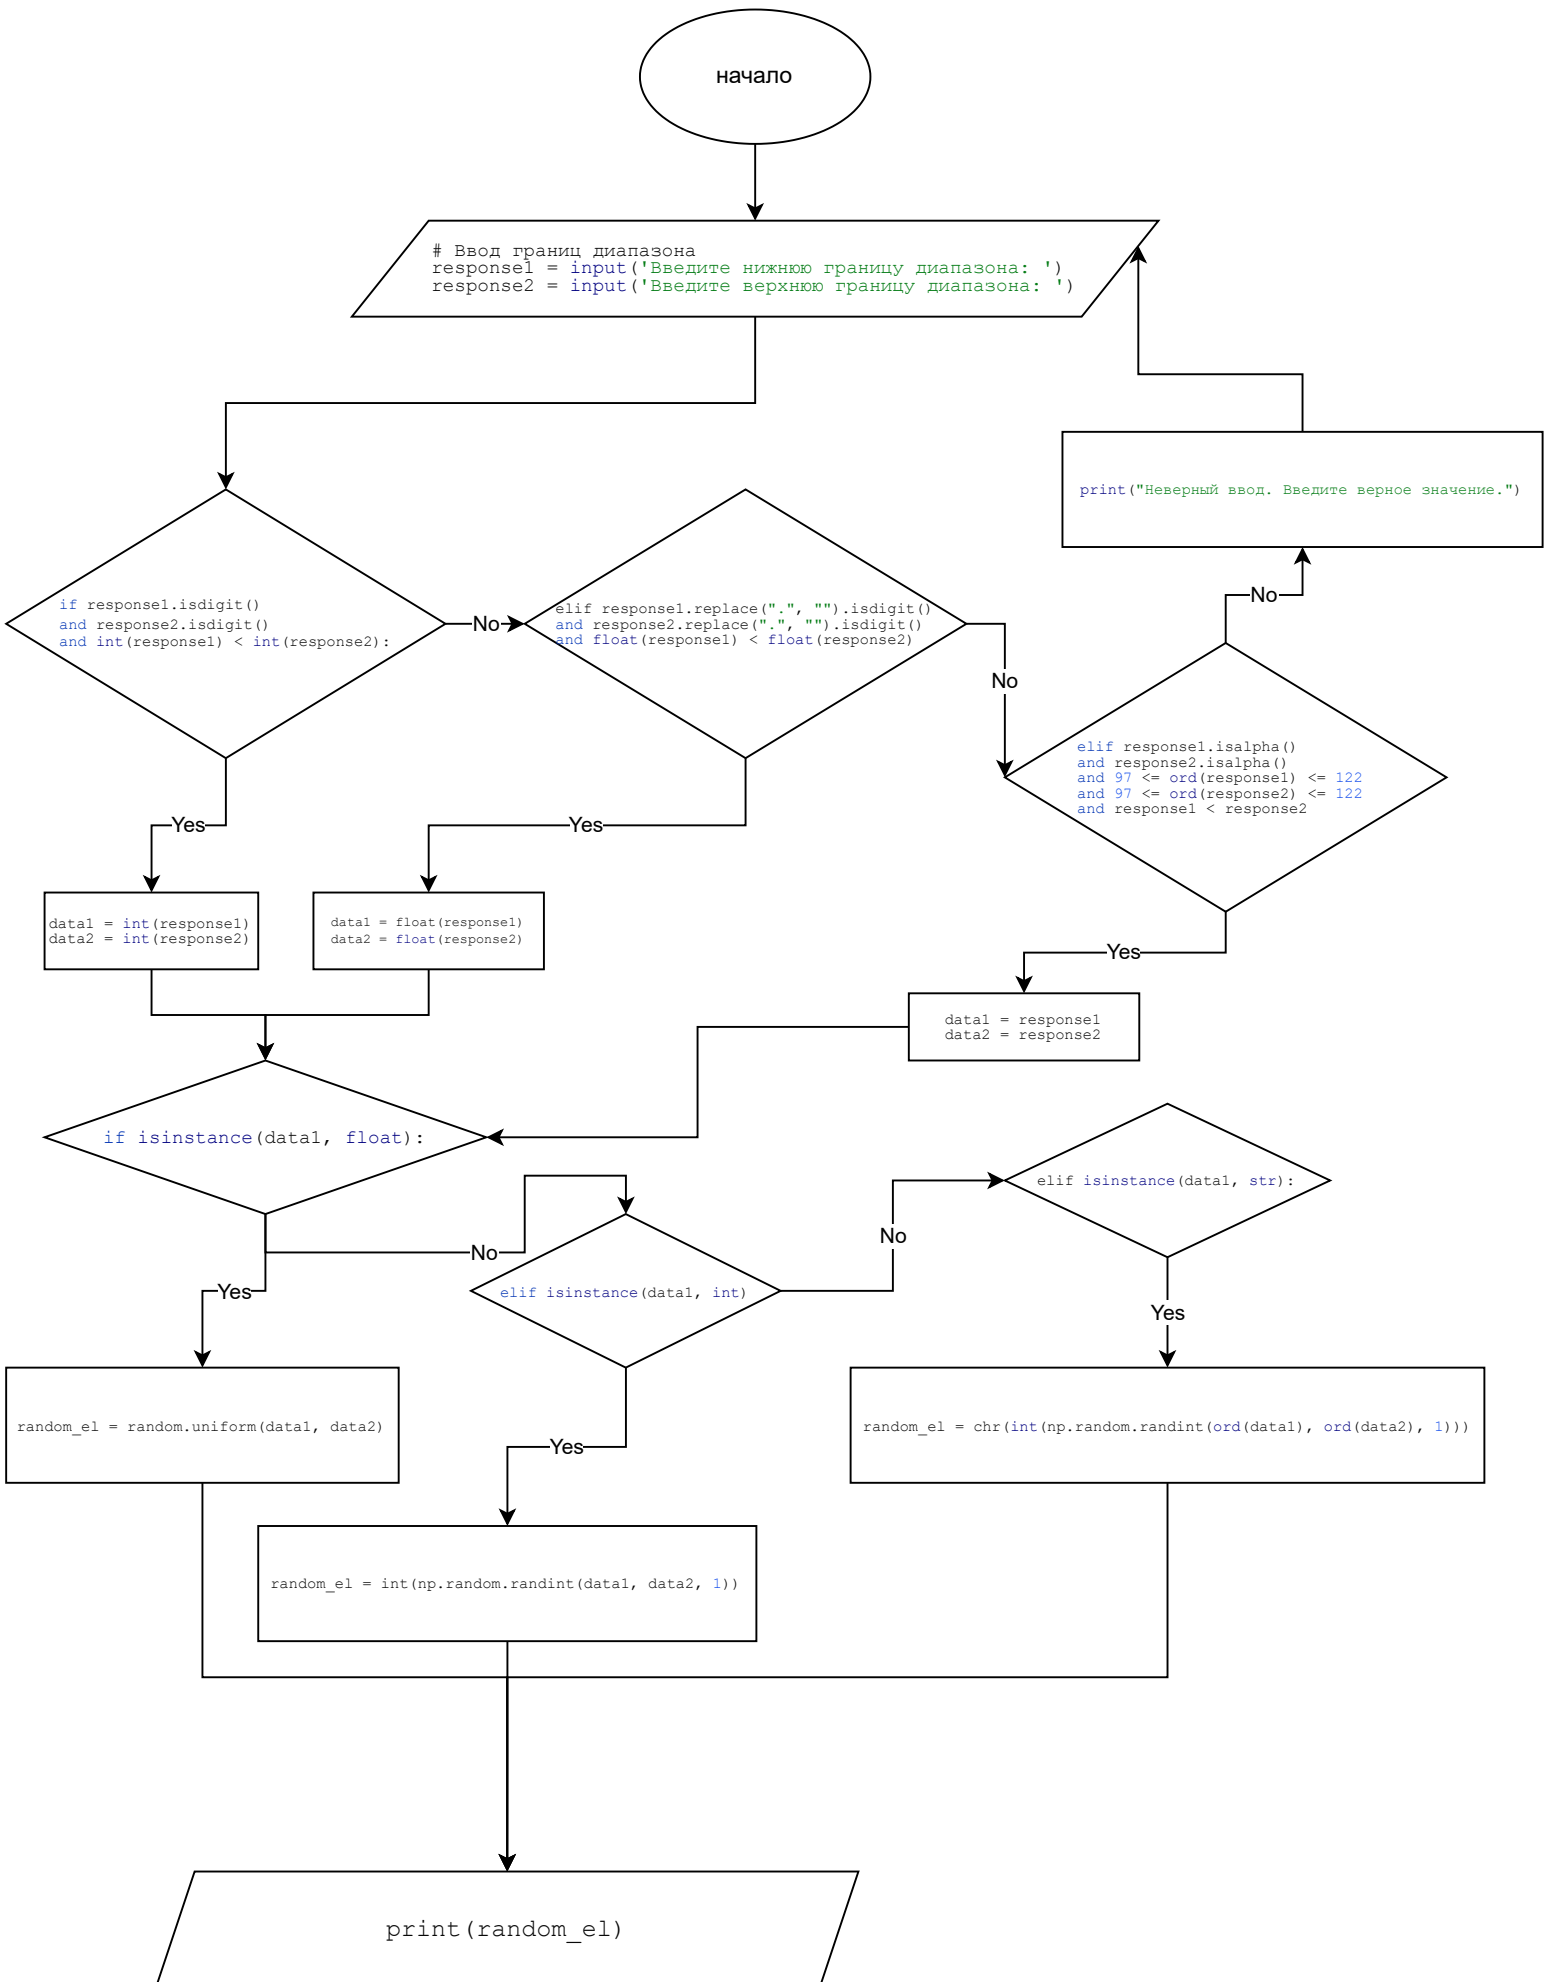 начало
# Ввод границ диапазона
response1 = input('Введите нижнюю границу диапазона: ')
response2 = input('Введите верхнюю границу диапазона: ')
print("Неверный ввод. Введите верное значение.")
if response1.isdigit()
and response2.isdigit()
and int(response1) < int(response2):
No
elif response1.replace(".", "").isdigit()
and response2.replace(".", "").isdigit()
and float(response1) < float(response2)
No
No
elif response1.isalpha()
and response2.isalpha()
and 97 <= ord(response1) <= 122
and 97 <= ord(response2) <= 122
and response1 < response2
Yes
Yes
Yes
data1 = int(response1)
data2 = int(response2)
data1 = float(response1)
data2 = float(response2)
data1 = response1
data2 = response2
if isinstance(data1, float):
elif isinstance(data1, str):
No
No
Yes
elif isinstance(data1, int)
Yes
random_el = random.uniform(data1, data2)
Yes
random_el = chr(int(np.random.randint(ord(data1), ord(data2), 1)))
random_el = int(np.random.randint(data1, data2, 1))
print(random_el)